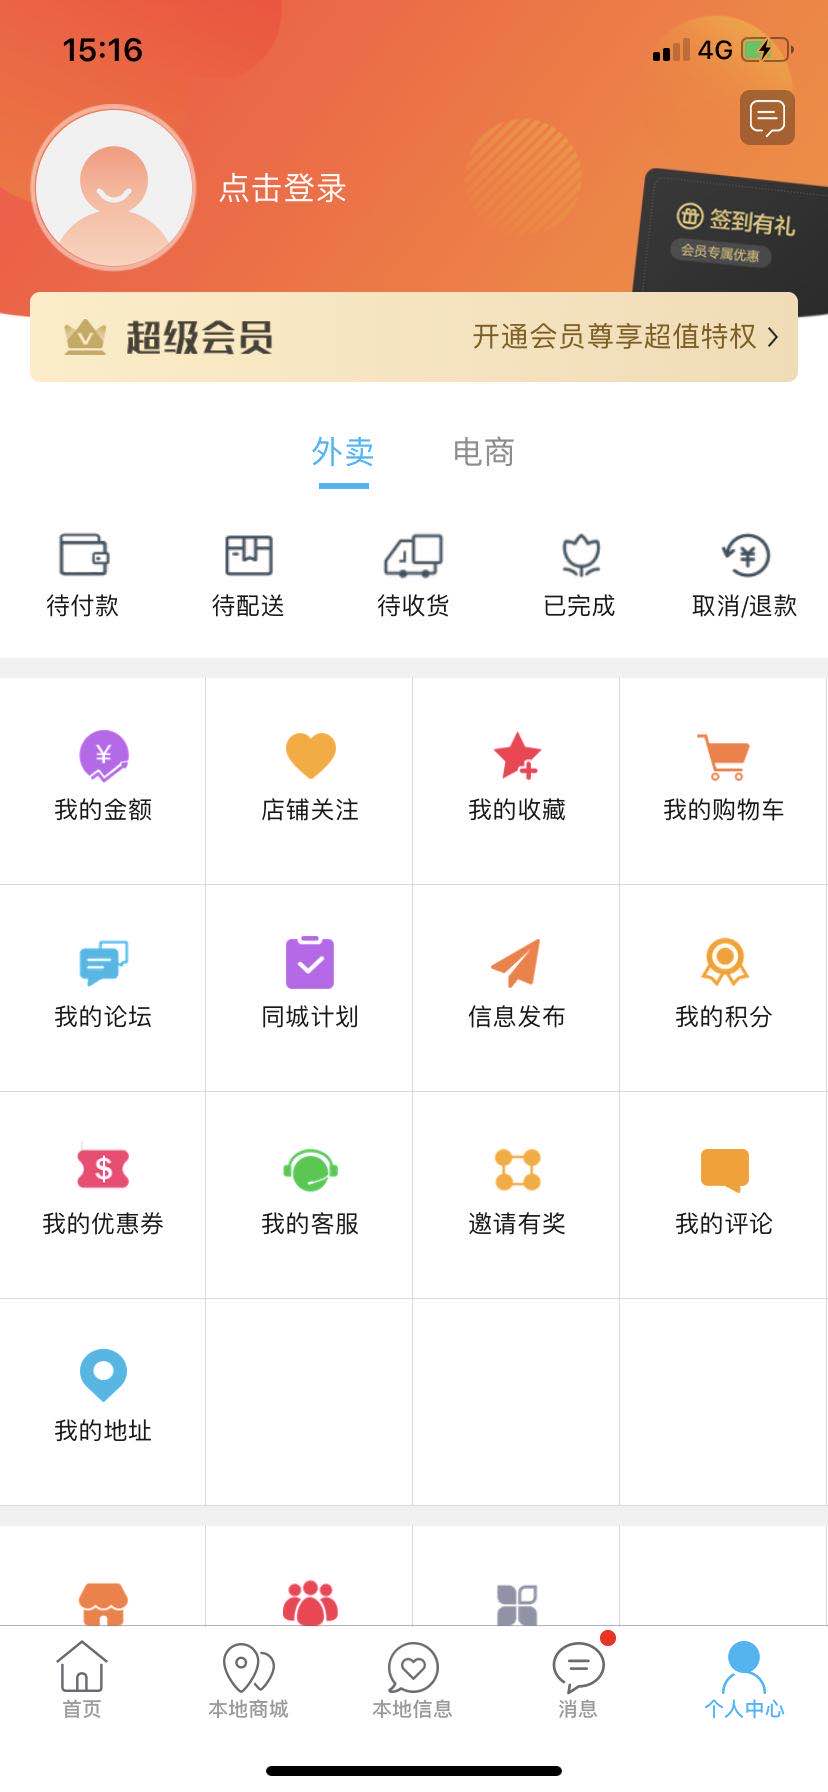 15:16
4G
点击登录
签到有礼
会员专属优惠
超级会员
开通会员尊享超值特权
外卖
电商
待付款
待配送
待收货
已完成
取消/退款
我的金额
店铺关注
我的收藏
我的购物车
我的论坛
同城计划
信息发布
我的积分
我的优惠券
我的客服
邀请有奖
我的评论
我的地址
首页
本地商城
本地信息
消息
个人中心